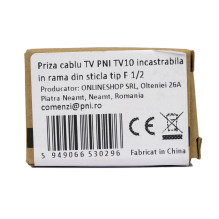 Priza cablu TV PNI TV10 incastrabila
in rama din sticla tip F 1/2
Producator: ONLINESHOP SRL, Olteniei 26A
Piatra Neamt, Neamt, Romania
comenzi@pni.ro
5 949066 530296
Fabricat in China